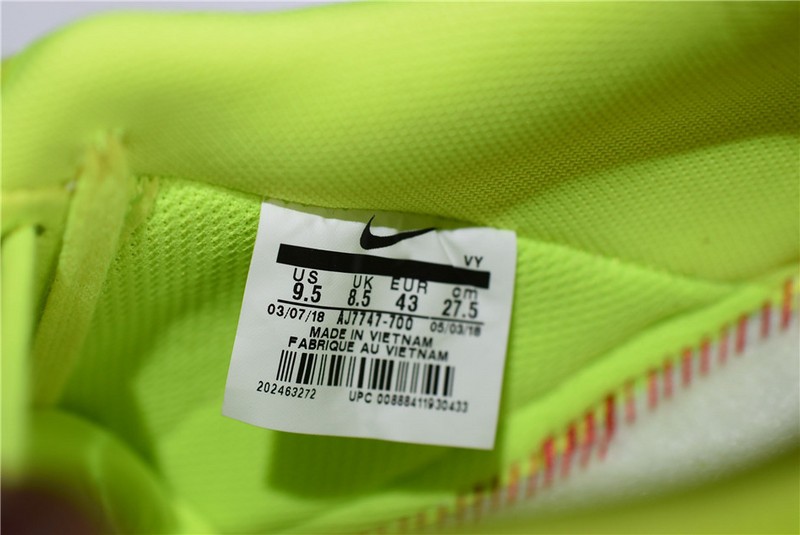 VY
US UK EUR cm
9.5 8.5 43 27.5
03/07/18 AJ7747-700 05/03/18
MADE IN VIETNAM
FABRIQUE AU VIETNAM
202463272 UPC 00888411930433